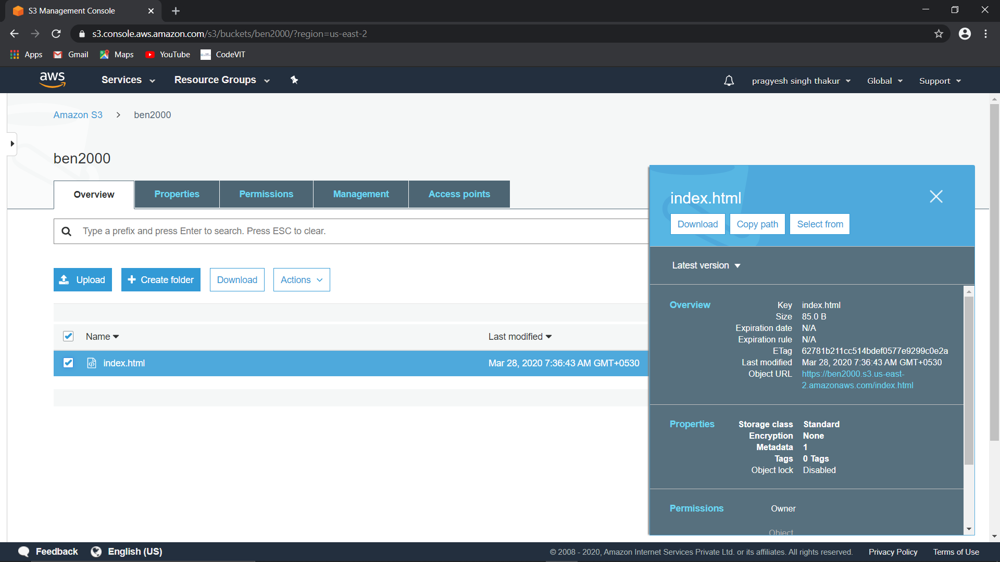 S3 Management Console
s3.console.aws.amazon.com/s3/buckets/ben2000/?region=us-east-2
Apps Gmail Maps YouTube CodeVIT
aws Services Resource Groups pragyesh singh thakur Global Support
Amazon S3 > ben2000
ben2000
Overview Properties Permissions Management Access points
Type a prefix and press Enter to search. Press ESC to clear.
Upload Create folder Download Actions
Name Last modified
index.html Mar 28, 2020 7:36:43 AM GMT+0530
index.html
Download Copy path Select from
Latest version
Overview Key index.html
Size 85.0 B
Expiration date N/A
Expiration rule N/A
ETag 62781b211cc514bdef0577e9299c0e2a
Last modified Mar 28, 2020 7:36:43 AM GMT+0530
Object URL https://ben2000.s3.us-east-
2.amazonaws.com/index.html
Properties Storage class Standard
Encryption None
Metadata 1
Tags 0 Tags
Object lock Disabled
Permissions Owner
Object
Feedback English (US) © 2008 - 2020, Amazon Internet Services Private Ltd. or its affiliates. All rights reserved. Privacy Policy Terms of Use